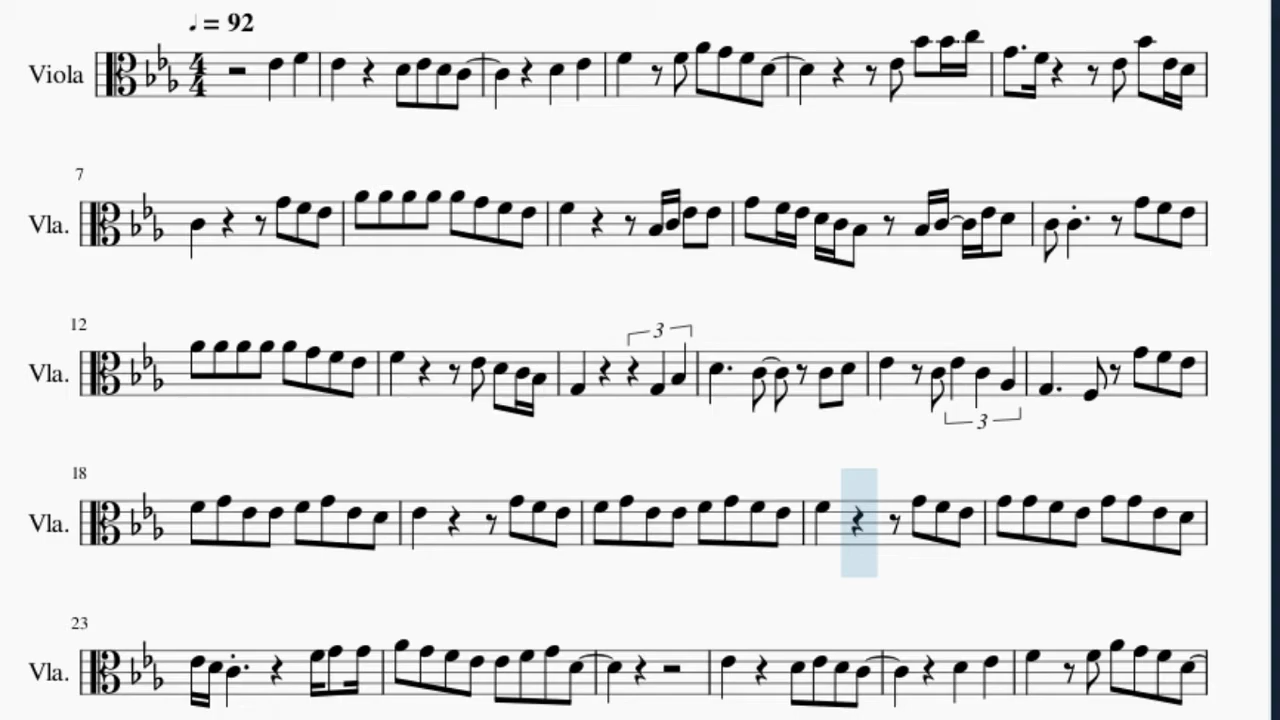 ♩ = 92
Viola 4 4
7
Vla.
12
3
Vla.
3
18
Vla.
23
Vla.